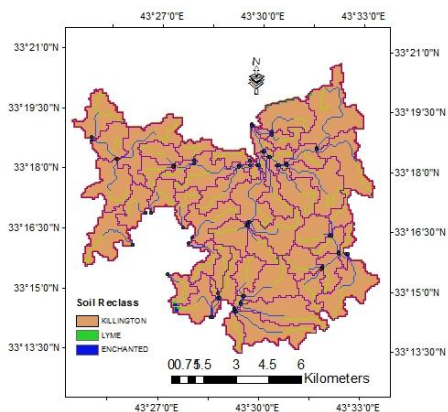 43°27'0"E 43°30'0"E 43°33'0"E
33°21'0"N 33°21'0"N
N
33°19'30"N 33°19'30"N
33°18'0"N 33°18'0"N
33°16'30"N 33°16'30"N
33°15'0"N 33°15'0"N
Soil Reclass
KILLINGTON
LYME
ENCHANTED
33°13'30"N 33°13'30"N
00.751.5 3 4.5 6
Kilometers
43°27'0"E 43°30'0"E 43°33'0"E